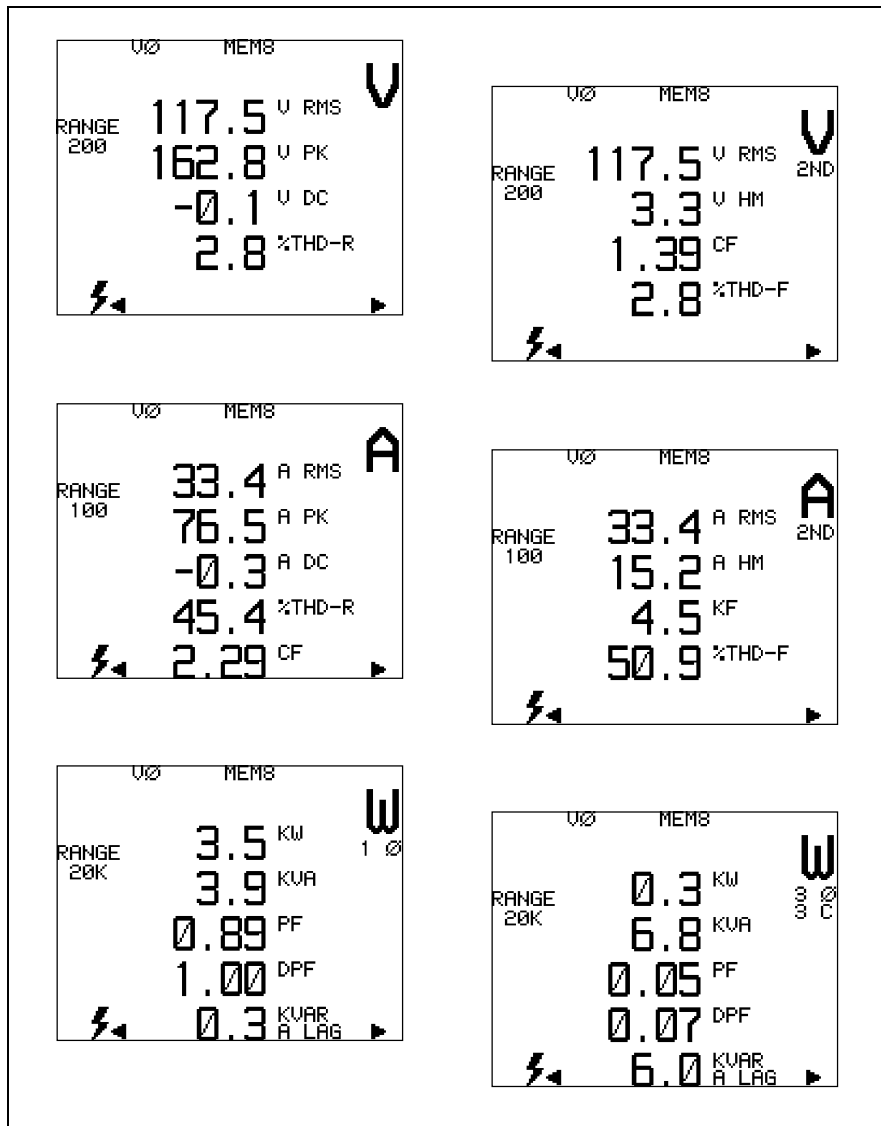 VØ MEM8
V
RANGE
200
117.5 V RMS
162.8 V PK
-0.1 V DC
2.8 %THD-R
VØ MEM8
V
2ND
RANGE
200
117.5 V RMS
3.3 V HM
1.39 CF
2.8 %THD-F
VØ MEM8
A
RANGE
100
33.4 A RMS
76.5 A PK
-0.3 A DC
45.4 %THD-R
2.29 CF
VØ MEM8
A
2ND
RANGE
100
33.4 A RMS
15.2 A HM
4.5 KF
50.9 %THD-F
VØ MEM8
W
1 Ø
RANGE
20K
3.5 KW
3.9 KVA
0.89 PF
1.00 DPF
0.3 KVAR
A LAG
VØ MEM8
W
3 Ø
3 C
RANGE
20K
0.3 KW
6.8 KVA
0.05 PF
0.07 DPF
6.0 KVAR
A LAG